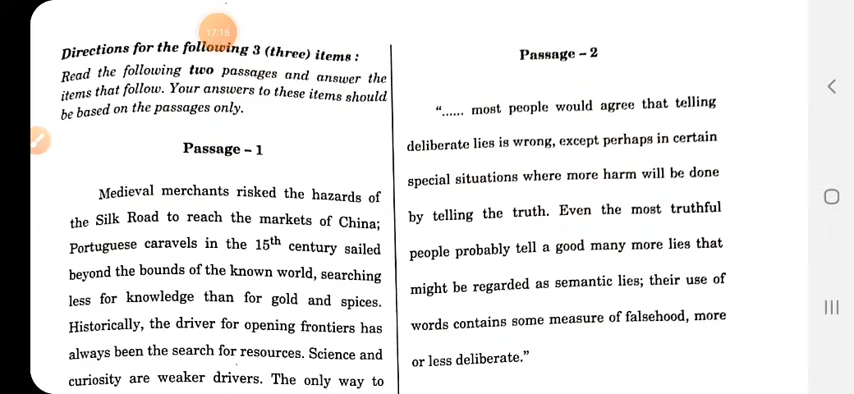 17:18
Directions for the following 3 (three) items :
Read the following two passages and answer the
items that follow. Your answers to these items should
be based on the passages only.
Passage – 1
Medieval merchants risked the hazards of
the Silk Road to reach the markets of China;
Portuguese caravels in the 15th century sailed
beyond the bounds of the known world, searching
less for knowledge than for gold and spices.
Historically, the driver for opening frontiers has
always been the search for resources. Science and
curiosity are weaker drivers. The only way to
Passage – 2
“...... most people would agree that telling
deliberate lies is wrong, except perhaps in certain
special situations where more harm will be done
by telling the truth. Even the most truthful
people probably tell a good many more lies that
might be regarded as semantic lies; their use of
words contains some measure of falsehood, more
or less deliberate.”